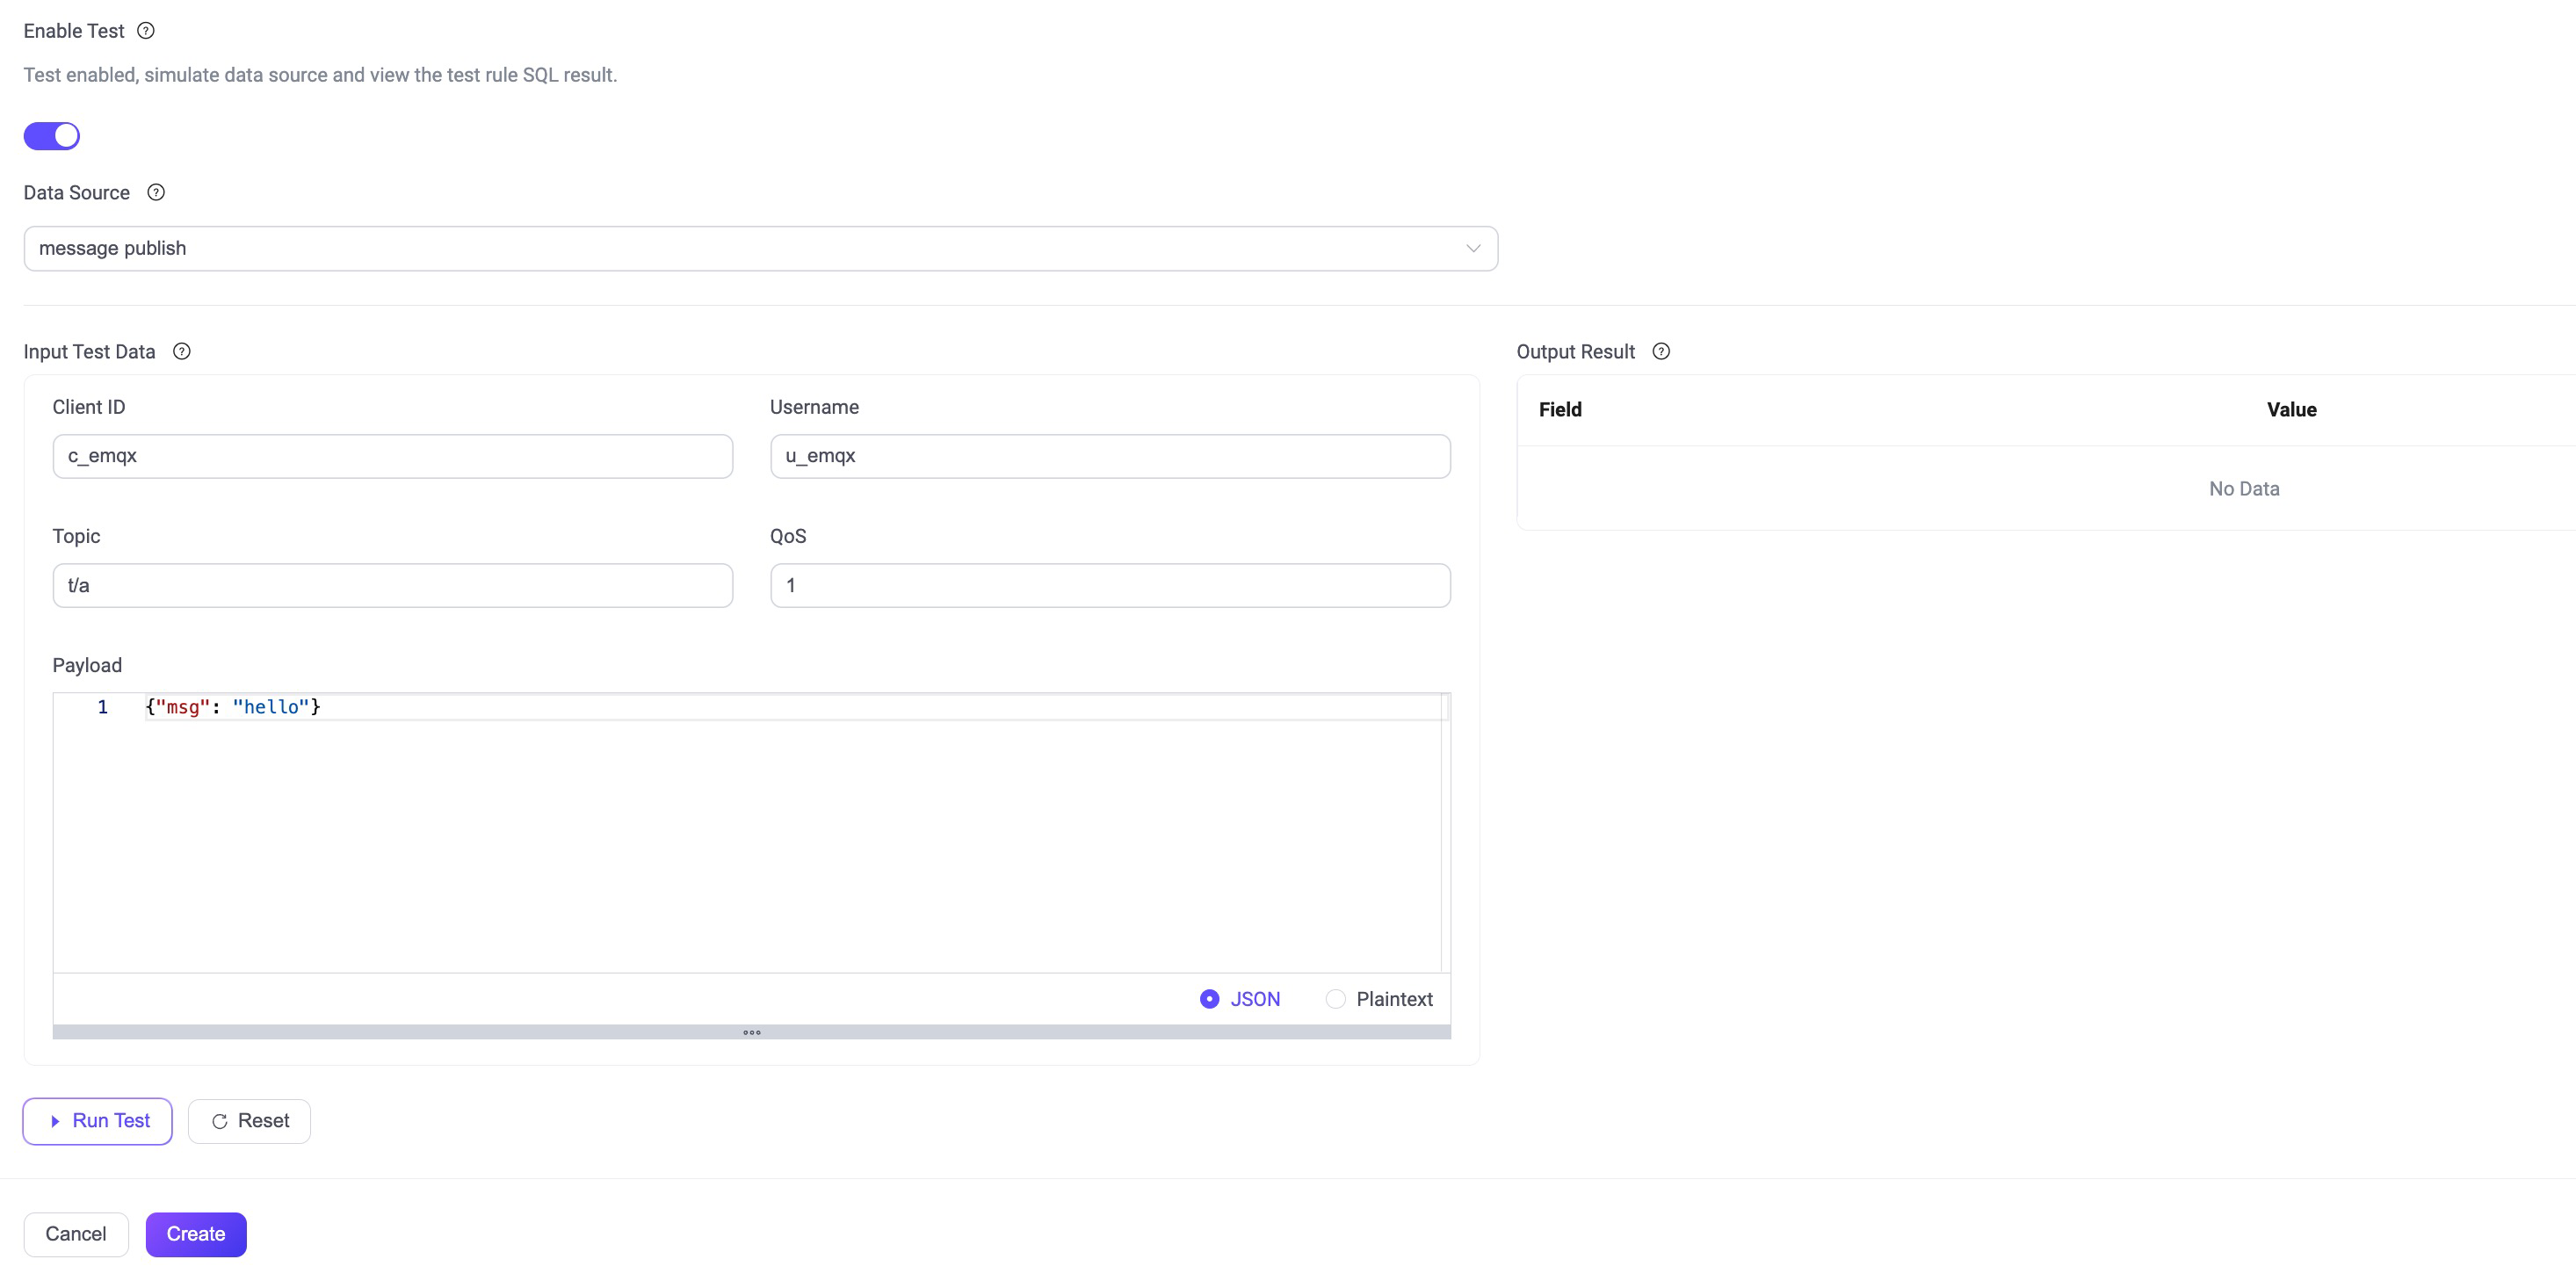 Enable Test
Test enabled, simulate data source and view the test rule SQL result.
Data Source
message publish
Input Test Data
Output Result
Client ID
Username
Field
Value
c_emqx
u_emqx
No Data
Topic
QoS
t/a
1
Payload
1 {"msg": "hello"}
JSON
Plaintext
Run Test
Reset
Cancel
Create